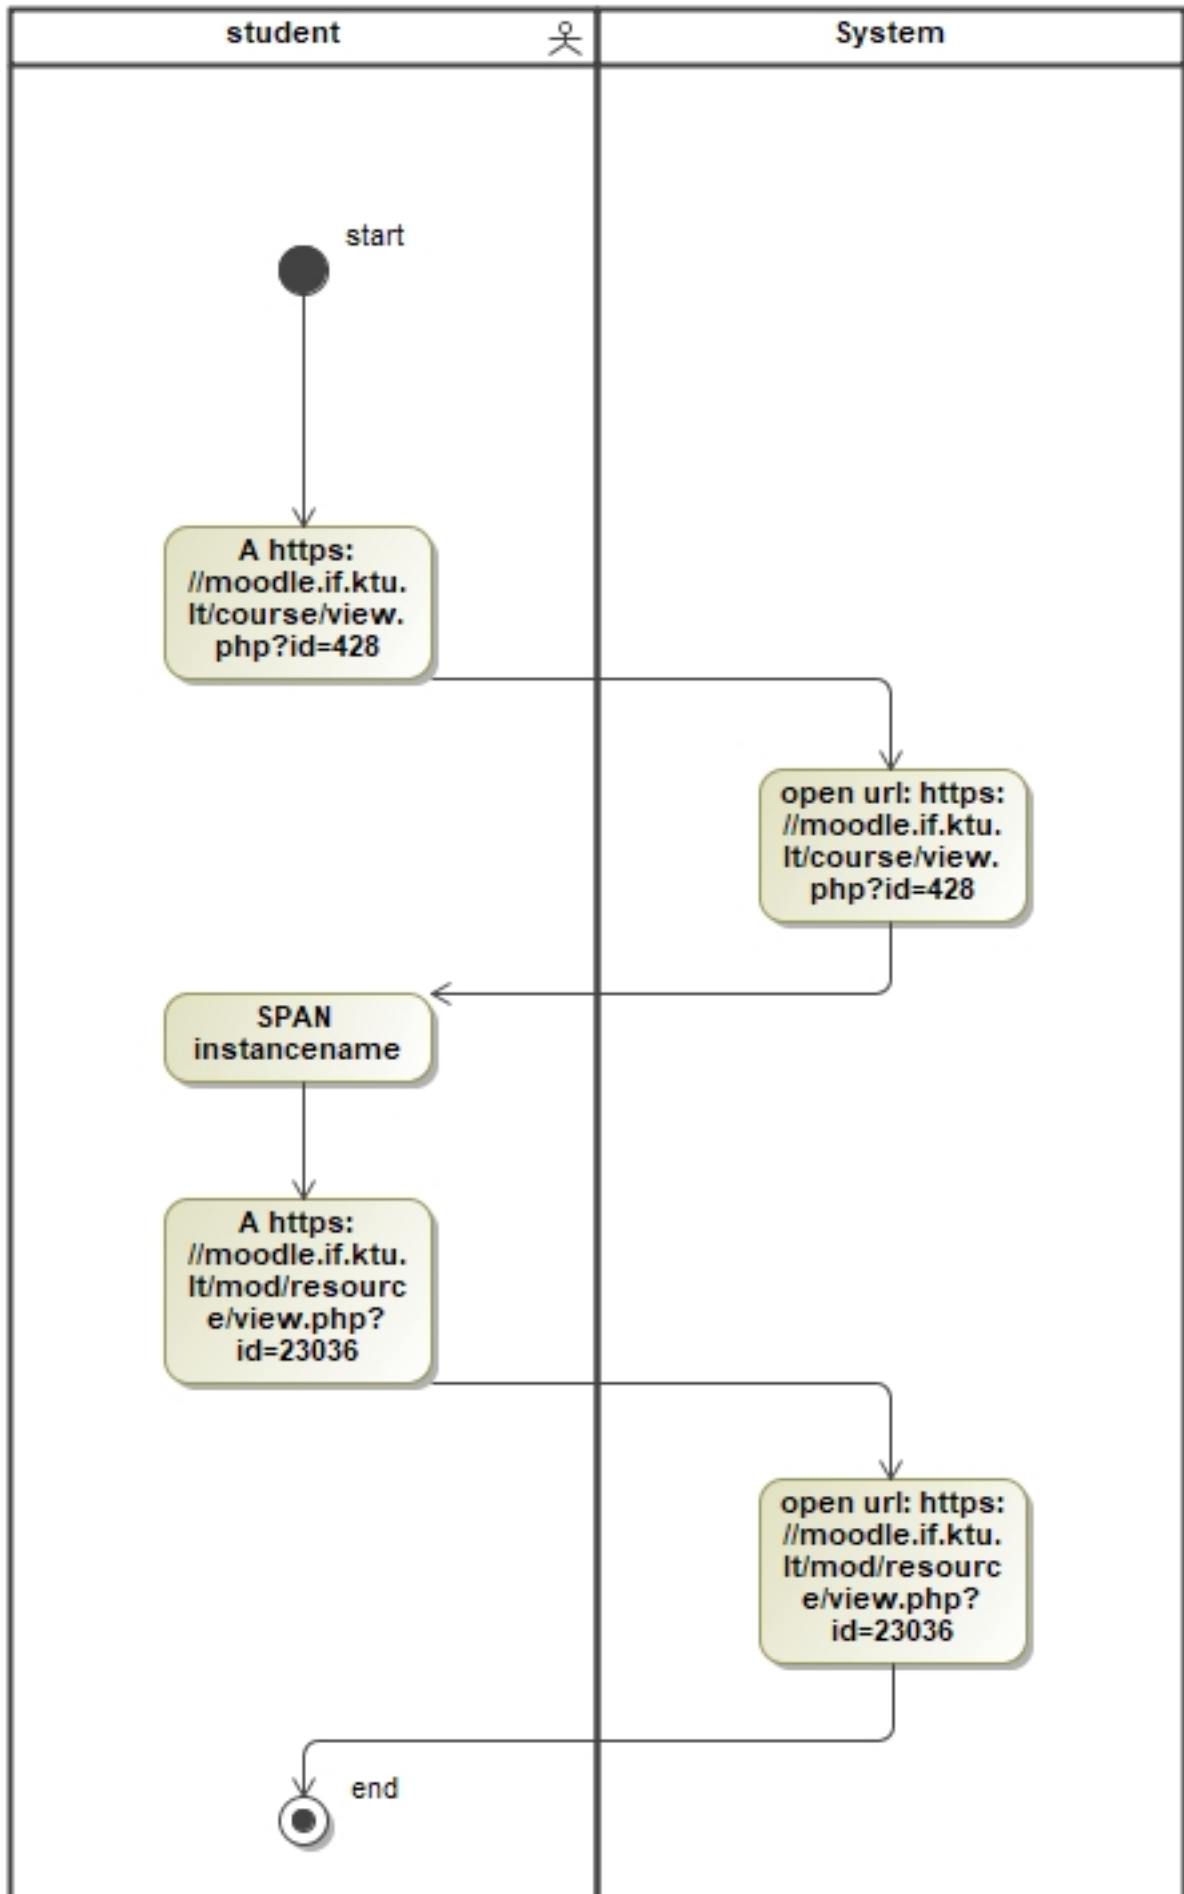 student
System
start
A https:
//moodle.if.ktu.
lt/course/view.
php?id=428
open url: https:
//moodle.if.ktu.
lt/course/view.
php?id=428
SPAN
instancename
A https:
//moodle.if.ktu.
lt/mod/resourc
e/view.php?
id=23036
open url: https:
//moodle.if.ktu.
lt/mod/resourc
e/view.php?
id=23036
end